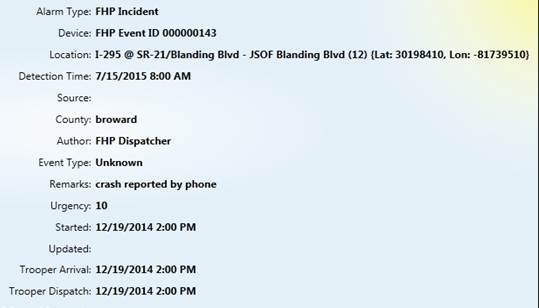 Alarm Type: FHP Incident
Device: FHP Event ID 000000143
Location: I-295 @ SR-21/Blanding Blvd - JSOF Blanding Blvd (12) {Lat: 30198410, Lon: -81739510}
Detection Time: 7/15/2015 8:00 AM
Source:
County: broward
Author: FHP Dispatcher
Event Type: Unknown
Remarks: crash reported by phone
Urgency: 10
Started: 12/19/2014 2:00 PM
Updated:
Trooper Arrival: 12/19/2014 2:00 PM
Trooper Dispatch: 12/19/2014 2:00 PM